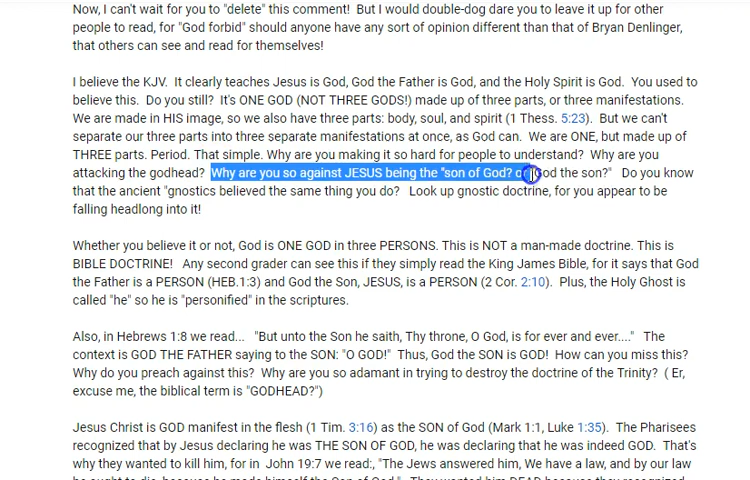 Now, I can't wait for you to "delete" this comment!  But I would double-dog dare you to leave it up for other
people to read, for "God forbid" should anyone have any sort of opinion different than that of Bryan Denlinger,
that others can see and read for themselves!
I believe the KJV.  It clearly teaches Jesus is God, God the Father is God, and the Holy Spirit is God.  You used to
believe this.  Do you still?  It's ONE GOD (NOT THREE GODS!) made up of three parts, or three manifestations.
We are made in HIS image, so we also have three parts: body, soul, and spirit (1 Thess. 5:23).  But we can't
separate our three parts into three separate manifestations at once, as God can.  We are ONE, but made up of
THREE parts. Period. That simple. Why are you making it so hard for people to understand?  Why are you
attacking the godhead?  Why are you so against JESUS being the "son of God? or "God the son?"  Do you know
that the ancient "gnostics believed the same thing you do?  Look up gnostic doctrine, for you appear to be
falling headlong into it!
Whether you believe it or not, God is ONE GOD in three PERSONS. This is NOT a man-made doctrine. This is
BIBLE DOCTRINE!  Any second grader can see this if they simply read the King James Bible, for it says that God
the Father is a PERSON (HEB.1:3) and God the Son, JESUS, is a PERSON (2 Cor. 2:10).  Plus, the Holy Ghost is
called "he" so he is "personified" in the scriptures.
Also, in Hebrews 1:8 we read...  "But unto the Son he saith, Thy throne, O God, is for ever and ever...."  The
context is GOD THE FATHER saying to the SON: "O GOD!"  Thus, God the SON is GOD!  How can you miss this?
Why do you preach against this?  Why are you so adamant in trying to destroy the doctrine of the Trinity?  ( Er,
excuse me, the biblical term is "GODHEAD?")
Jesus Christ is GOD manifest in the flesh (1 Tim. 3:16) as the SON of God (Mark 1:1, Luke 1:35).  The Pharisees
recognized that by Jesus declaring he was THE SON OF GOD, he was declaring that he was indeed GOD.  That's
why they wanted to kill him, for in  John 19:7 we read:, "The Jews answered him, We have a law, and by our law